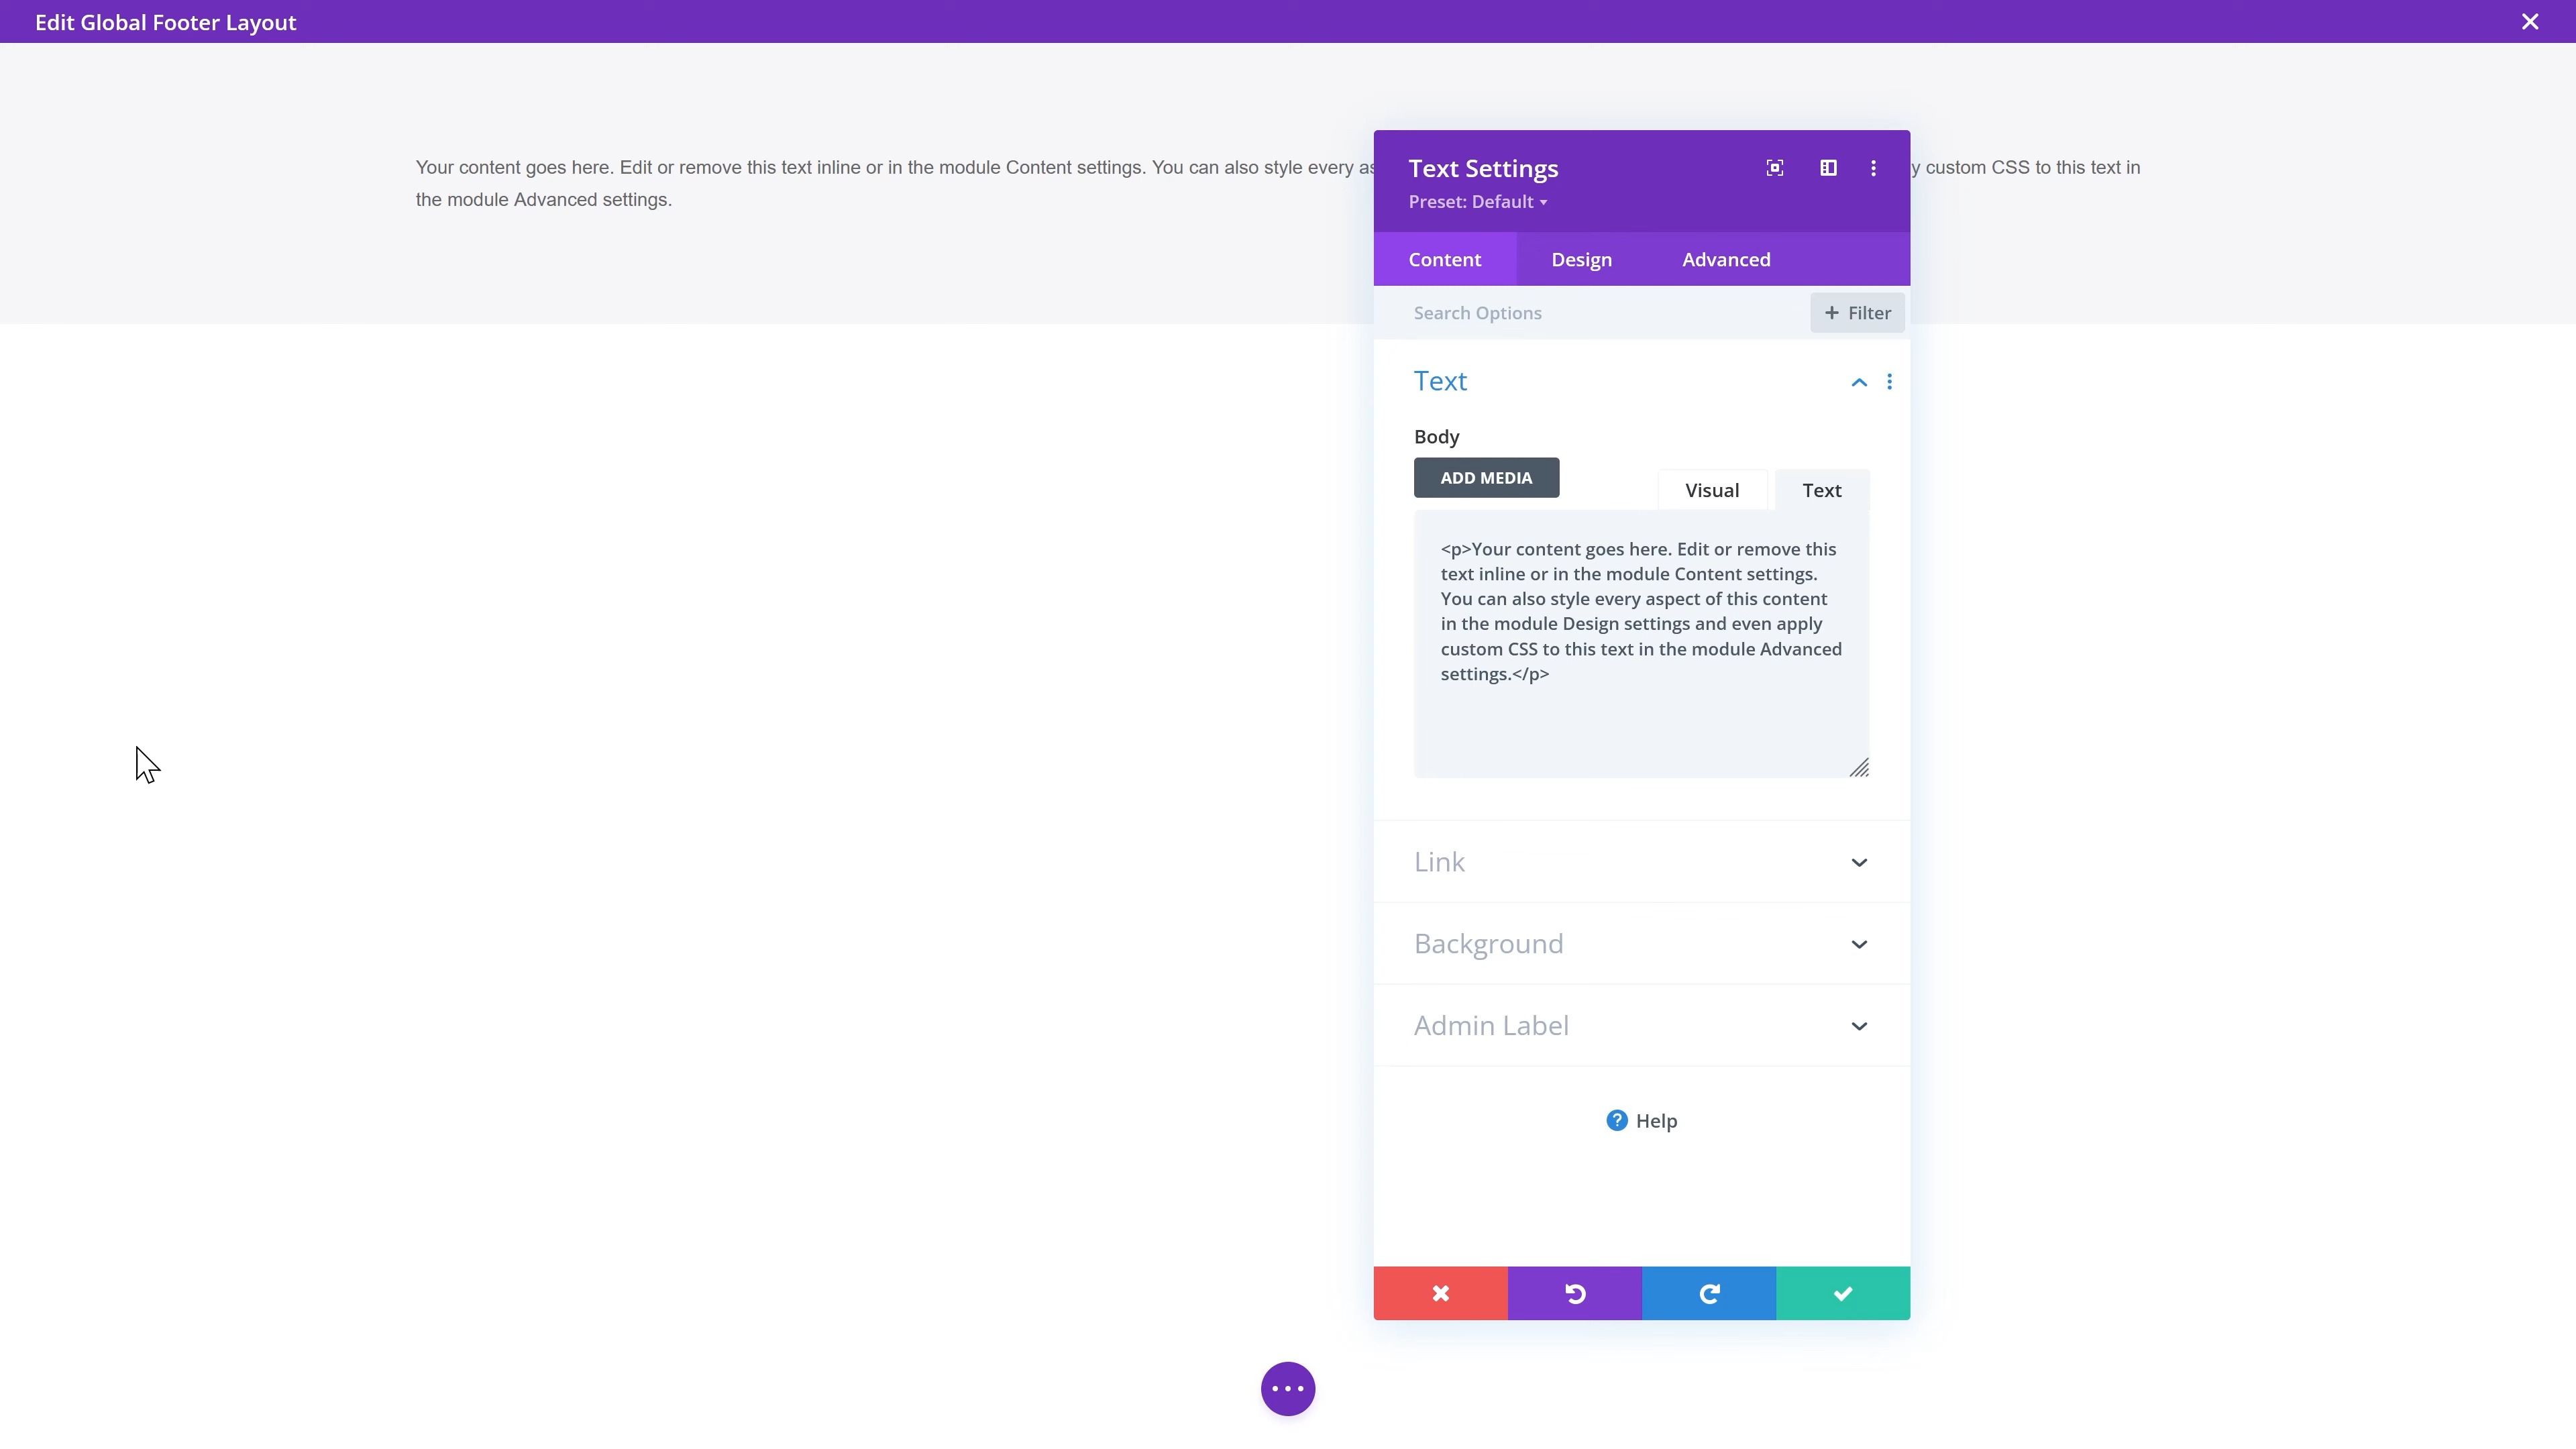 Edit Global Footer Layout
Your content goes here. Edit or remove this text inline or in the module Content settings. You can also style every as
y custom CSS to this text in
the module Advanced settings.
Text Settings
Preset: Default
Content
Design
Advanced
Search Options
+ Filter
Text
Body
ADD MEDIA
Visual
Text
<p>Your content goes here. Edit or remove this
text inline or in the module Content settings.
You can also style every aspect of this content
in the module Design settings and even apply
custom CSS to this text in the module Advanced
settings.</p>
Link
Background
Admin Label
? Help